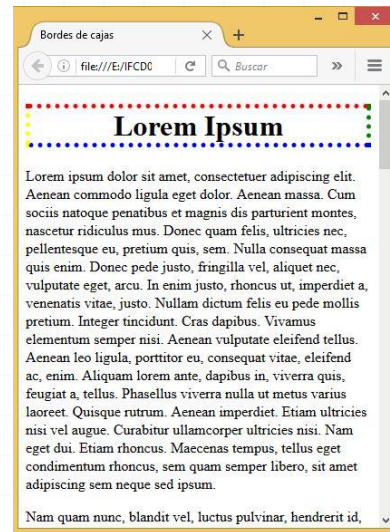 Bordes de cajas
file:///E:/IFCD0
Buscar
Lorem Ipsum
Lorem ipsum dolor sit amet, consectetuer adipiscing elit.
Aenean commodo ligula eget dolor. Aenean massa. Cum
sociis natoque penatibus et magnis dis parturient montes,
nascetur ridiculus mus. Donec quam felis, ultricies nec,
pellentesque eu, pretium quis, sem. Nulla consequat massa
quis enim. Donec pede justo, fringilla vel, aliquet nec,
vulputate eget, arcu. In enim justo, rhoncus ut, imperdiet a,
venenatis vitae, justo. Nullam dictum felis eu pede mollis
pretium. Integer tincidunt. Cras dapibus. Vivamus
elementum semper nisi. Aenean vulputate eleifend tellus.
Aenean leo ligula, porttitor eu, consequat vitae, eleifend
ac, enim. Aliquam lorem ante, dapibus in, viverra quis,
feugiat a, tellus. Phasellus viverra nulla ut metus varius
laoreet. Quisque rutrum. Aenean imperdiet. Etiam ultricies
nisi vel augue. Curabitur ullamcorper ultricies nisi. Nam
eget dui. Etiam rhoncus. Maecenas tempus, tellus eget
condimentum rhoncus, sem quam semper libero, sit amet
adipiscing sem neque sed ipsum.
Nam quam nunc, blandit vel, luctus pulvinar, hendrerit id,